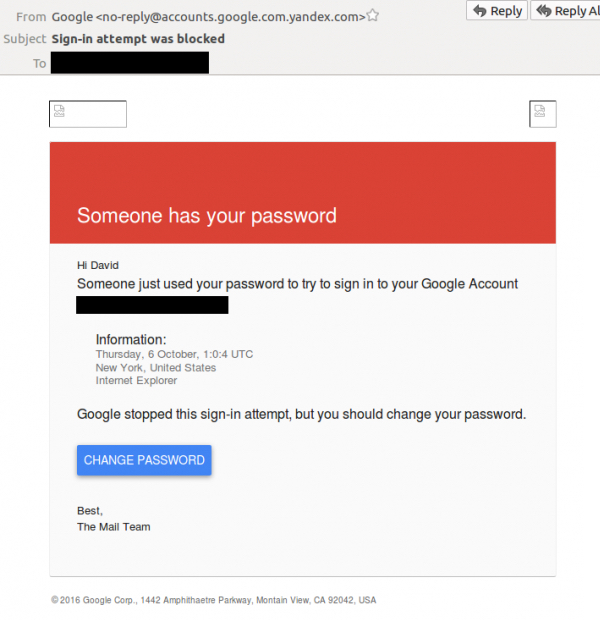 From Google <no-reply@accounts.google.com.yandex.com>
Reply
Reply Al
Subject Sign-in attempt was blocked
To
Someone has your password
Hi David
Someone just used your password to try to sign in to your Google Account
Information:
Thursday, 6 October, 1:0:4 UTC
New York, United States
Internet Explorer
Google stopped this sign-in attempt, but you should change your password.
CHANGE PASSWORD
Best,
The Mail Team
© 2016 Google Corp., 1442 Amphithaetre Parkway, Montain View, CA 92042, USA